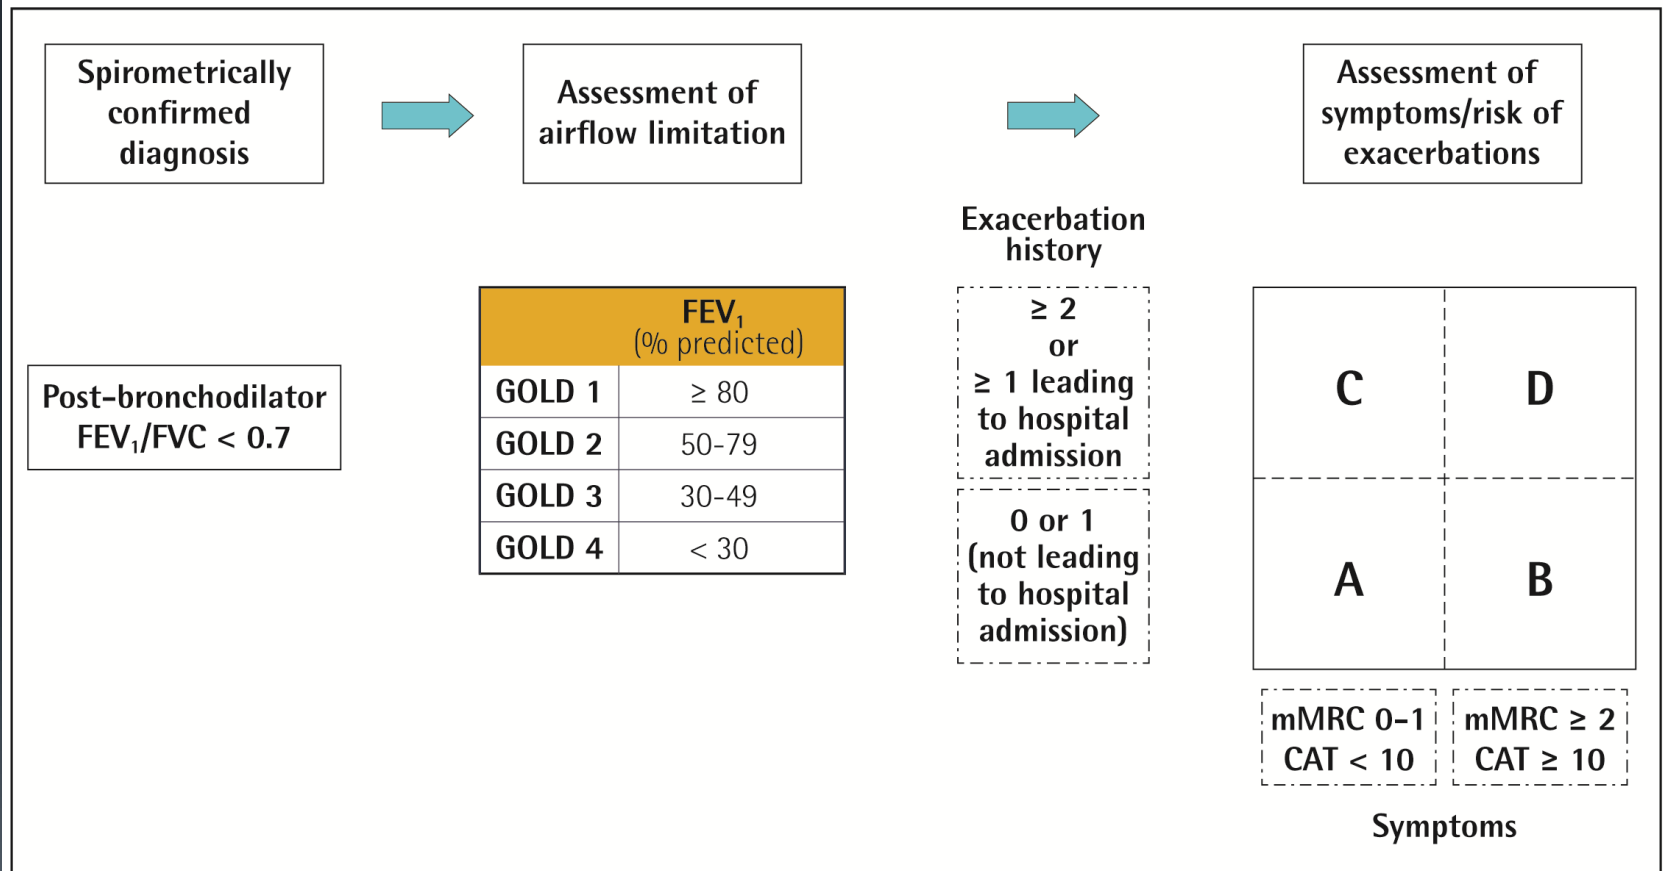 Spirometrically
confirmed
diagnosis
Assessment of
airflow limitation
Assessment of
symptoms/risk of
exacerbations
Post-bronchodilator
FEV₁/FVC < 0.7
FEV₁
(% predicted)
GOLD 1 ≥ 80
GOLD 2 50-79
GOLD 3 30-49
GOLD 4 < 30
Exacerbation
history
≥ 2
or
≥ 1 leading
to hospital
admission
0 or 1
(not leading
to hospital
admission)
C D
A B
mMRC 0-1
CAT < 10
mMRC ≥ 2
CAT ≥ 10
Symptoms